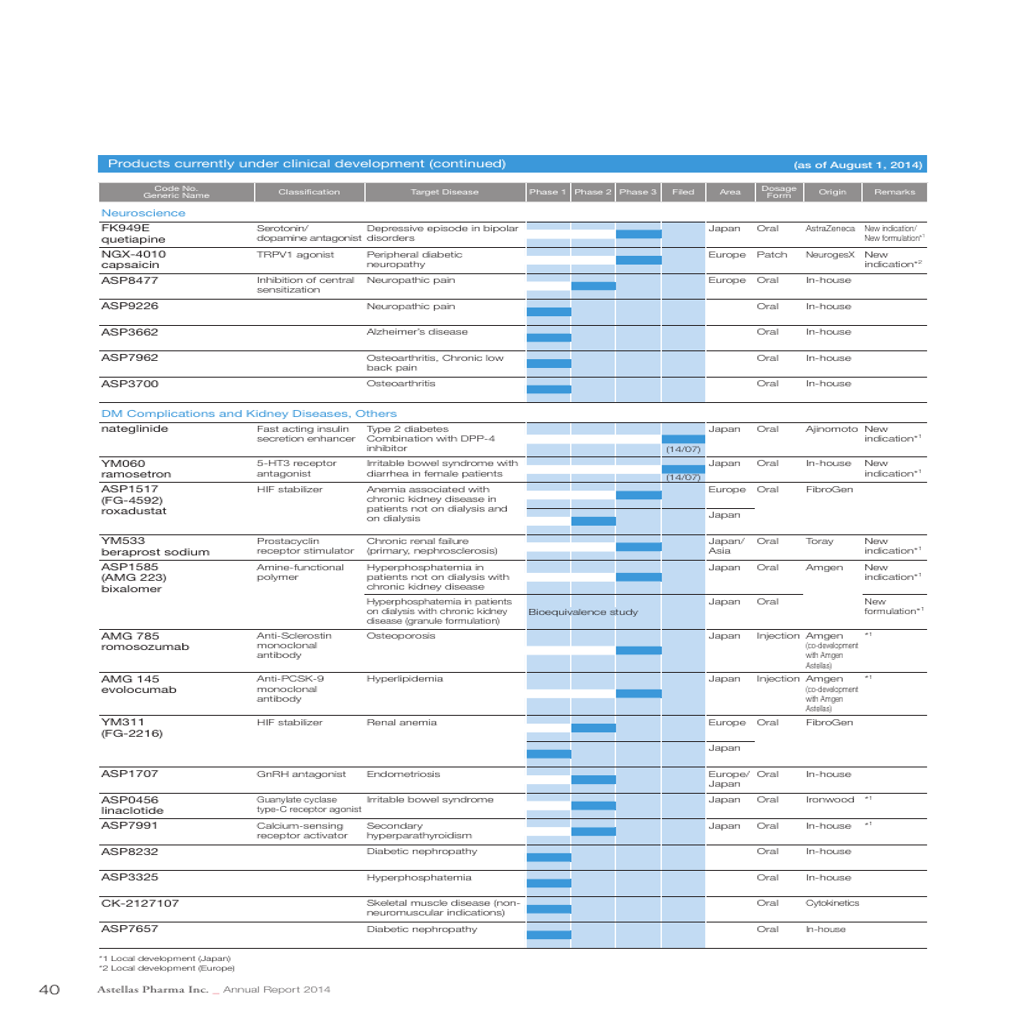 Products currently under clinical development (continued) (as of August 1, 2014)
Code No.
Generic Name Classification Target Disease Phase 1 Phase 2 Phase 3 Filed Area Dosage Form Origin Remarks
Neuroscience
FK949E Serotonin/ Depressive episode in bipolar Japan Oral AstraZeneca New indication/
quetiapine dopamine antagonist disorders New formulation*1
NGX-4010 TRPV1 agonist Peripheral diabetic Europe Patch NeurogesX New
capsaicin neuropathy indication*2
ASP8477 Inhibition of central Neuropathic pain Europe Oral In-house
sensitization
ASP9226 Neuropathic pain Oral In-house
ASP3662 Alzheimer's disease Oral In-house
ASP7962 Osteoarthritis, Chronic low Oral In-house
back pain
ASP3700 Osteoarthritis Oral In-house
DM Complications and Kidney Diseases, Others
nateglinide Fast acting insulin Type 2 diabetes Japan Oral Ajinomoto New
secretion enhancer Combination with DPP-4 indication*1
inhibitor (14/07)
YM060 5-HT3 receptor Irritable bowel syndrome with Japan Oral In-house New
ramosetron antagonist diarrhea in female patients (14/07) indication*1
ASP1517 HIF stabilizer Anemia associated with Europe Oral FibroGen
(FG-4592) chronic kidney disease in
roxadustat patients not on dialysis and
on dialysis Japan
YM533 Prostacyclin Chronic renal failure Japan/ Oral Toray New
beraprost sodium receptor stimulator (primary, nephrosclerosis) Asia indication*1
ASP1585 Amine-functional Hyperphosphatemia in Japan Oral Amgen New
(AMG 223) polymer patients not on dialysis with indication*1
bixalomer chronic kidney disease
Hyperphosphatemia in patients Japan Oral New
on dialysis with chronic kidney Bioequivalence study formulation*1
disease (granule formulation)
AMG 785 Anti-Sclerostin Osteoporosis Japan Injection Amgen *1
romosozumab monoclonal (co-development
antibody with Amgen
Astellas)
AMG 145 Anti-PCSK-9 Hyperlipidemia Japan Injection Amgen *1
evolocumab monoclonal (co-development
antibody with Amgen
Astellas)
YM311 HIF stabilizer Renal anemia Europe Oral FibroGen
(FG-2216)
Japan
ASP1707 GnRH antagonist Endometriosis Europe/ Oral In-house
Japan
ASP0456 Guanylate cyclase Irritable bowel syndrome Japan Oral Ironwood *1
linaclotide type-C receptor agonist
ASP7991 Calcium-sensing Secondary Japan Oral In-house *1
receptor activator hyperparathyroidism
ASP8232 Diabetic nephropathy Oral In-house
ASP3325 Hyperphosphatemia Oral In-house
CK-2127107 Skeletal muscle disease (non- Oral Cytokinetics
neuromuscular indications)
ASP7657 Diabetic nephropathy Oral In-house
*1 Local development (Japan)
*2 Local development (Europe)
40 Astellas Pharma Inc. _ Annual Report 2014